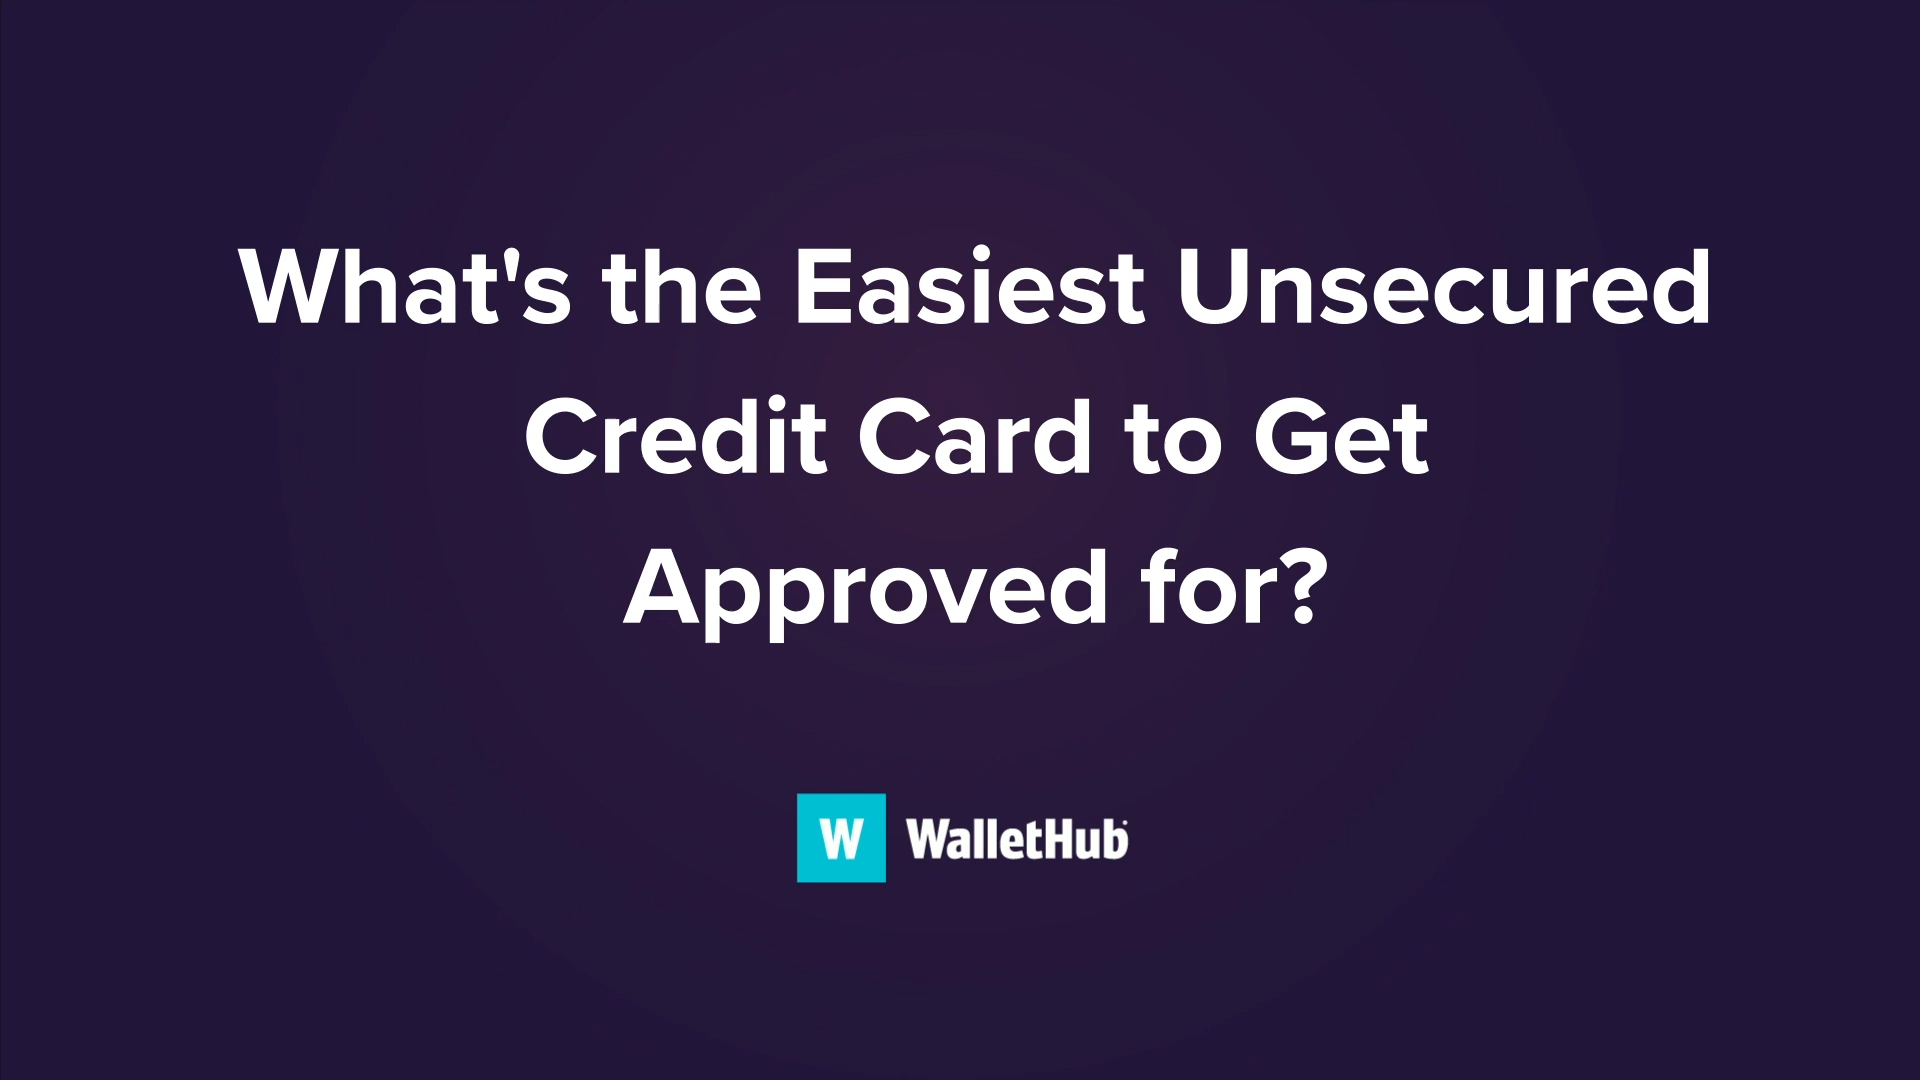 What's the Easiest Unsecured
Credit Card to Get
Approved for?
W WalletHub